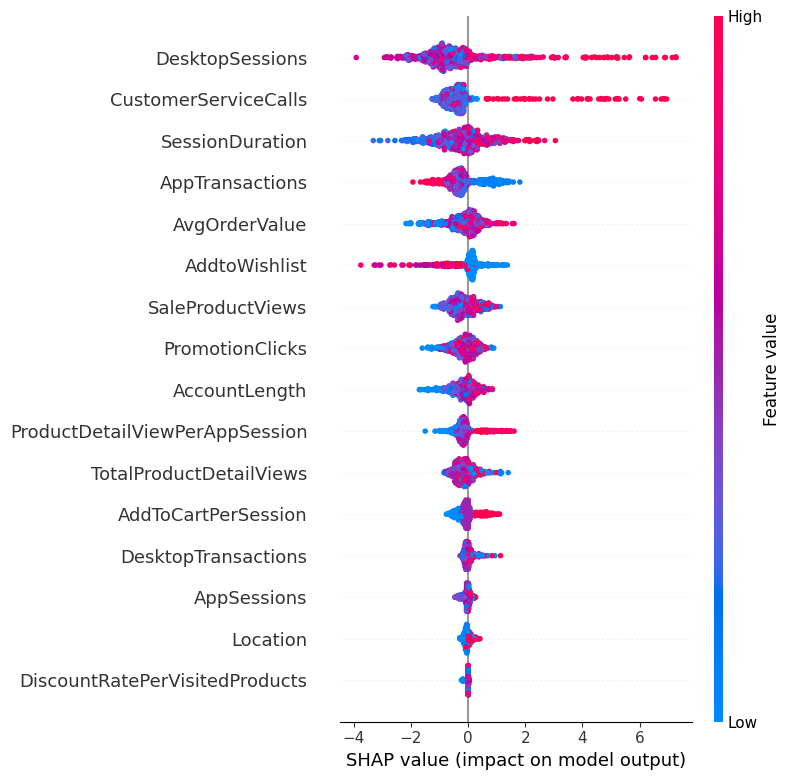 High
DesktopSessions
CustomerServiceCalls
SessionDuration
AppTransactions
AvgOrderValue
AddtoWishlist
SaleProductViews
PromotionClicks
AccountLength
ProductDetailViewPerAppSession
TotalProductDetailViews
AddToCartPerSession
DesktopTransactions
AppSessions
Location
DiscountRatePerVisitedProducts
Feature value
Low
−4 −2 0 2 4 6
SHAP value (impact on model output)